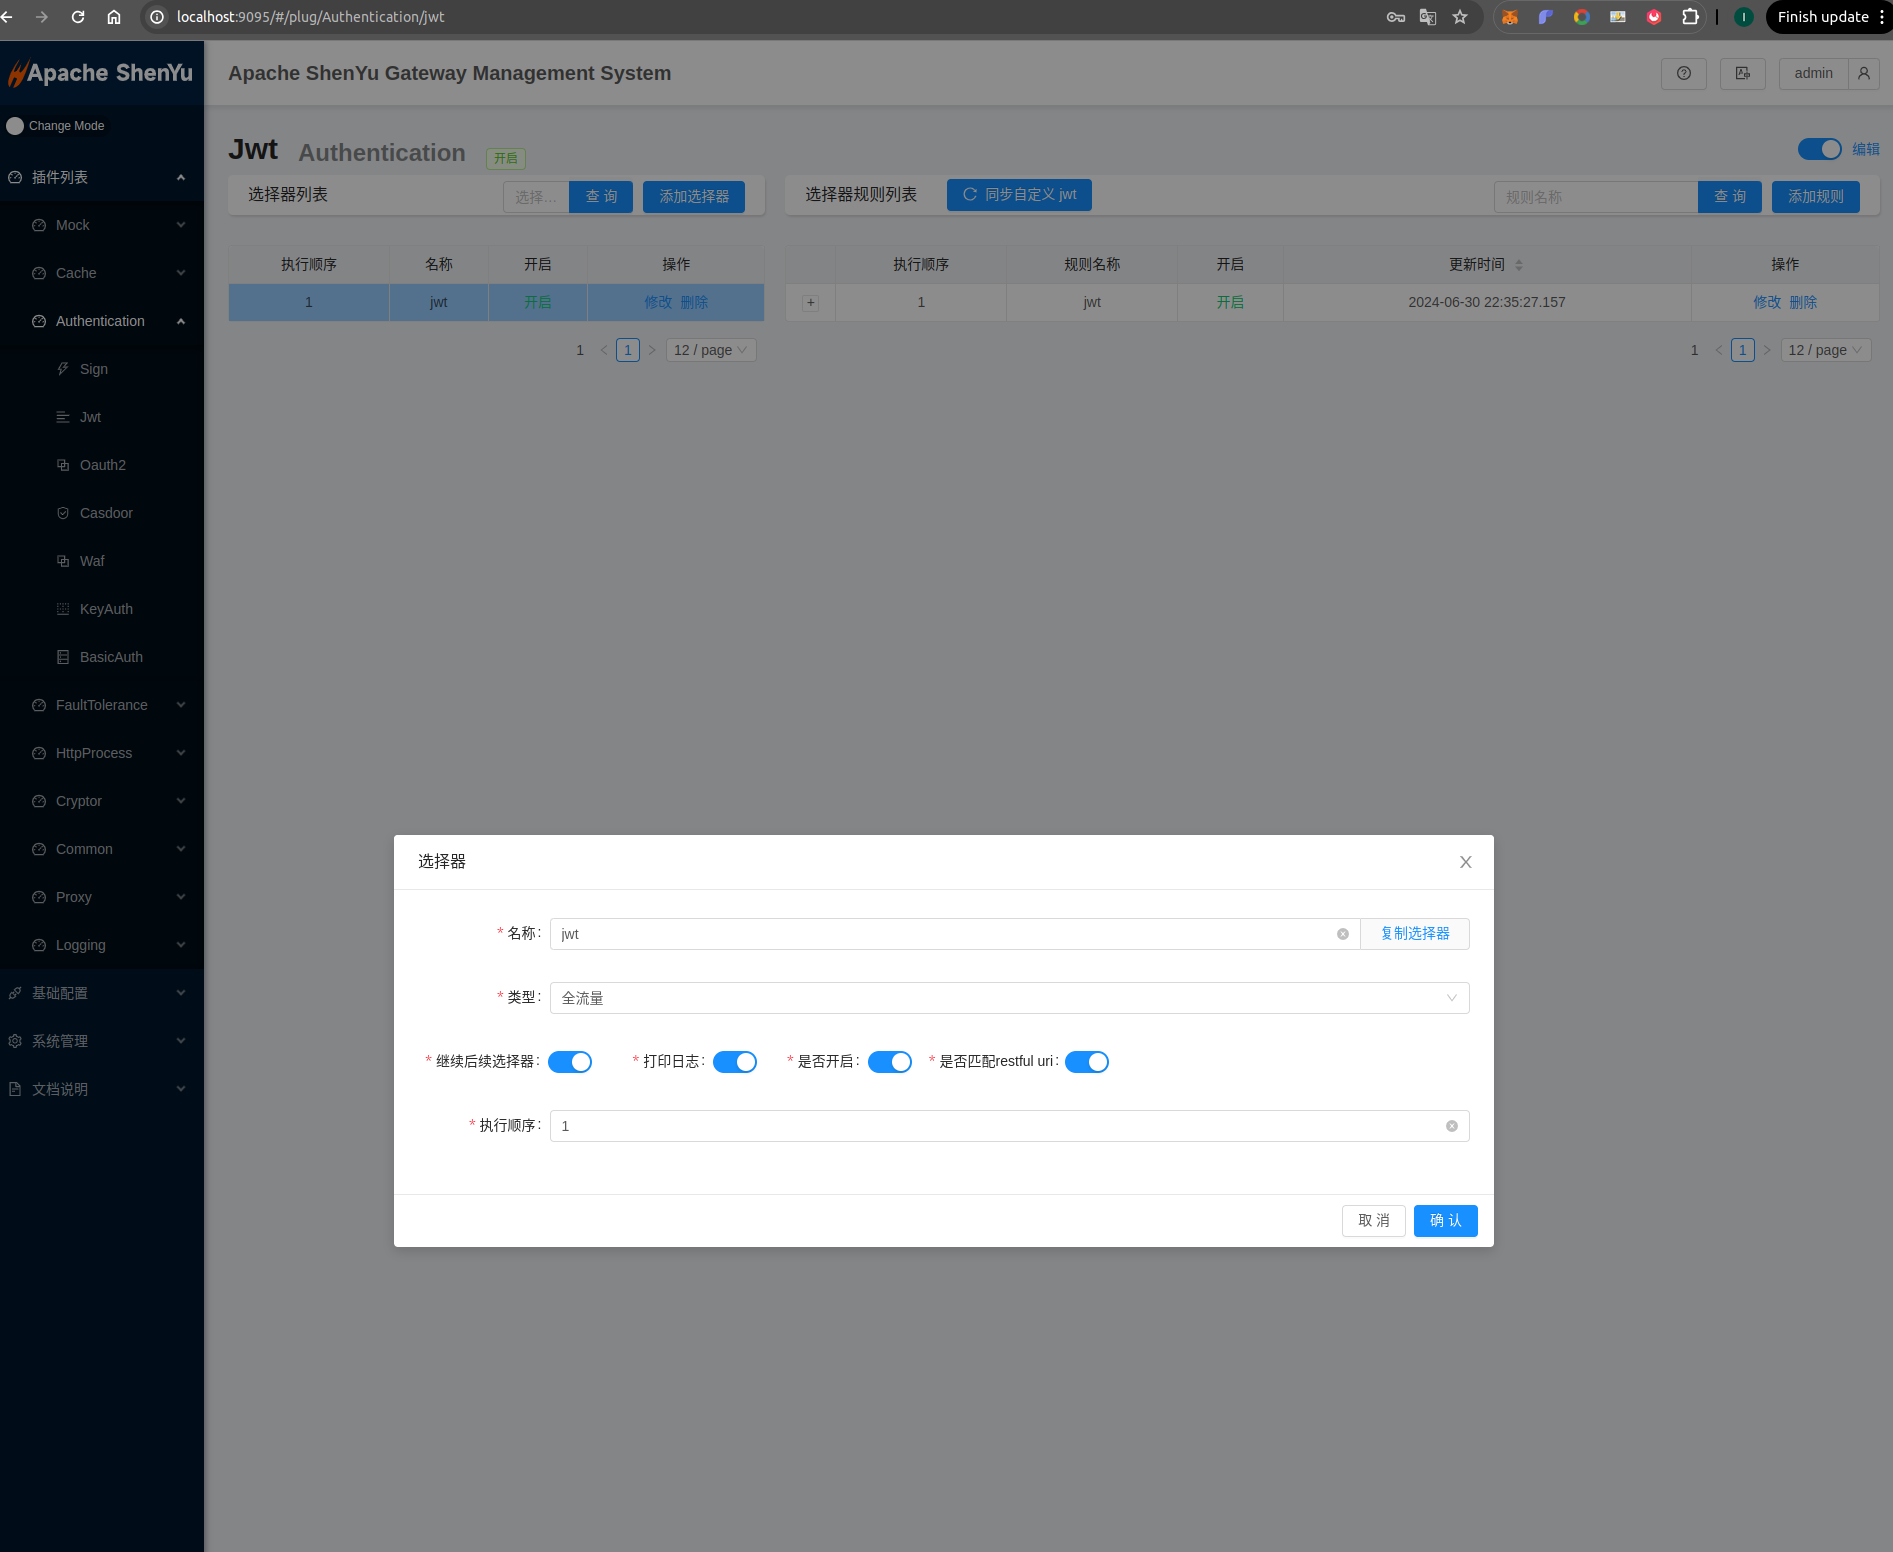 localhost:9095/#/plug/Authentication/jwt
I
Finish update
Apache ShenYu
Apache ShenYu Gateway Management System
admin
Change Mode
插件列表
Mock
Cache
Authentication
Sign
Jwt
Oauth2
Casdoor
Waf
KeyAuth
BasicAuth
FaultTolerance
HttpProcess
Cryptor
Common
Proxy
Logging
基础配置
系统管理
文档说明
Jwt Authentication 开启
编辑
选择器列表 选择... 查 询 添加选择器
执行顺序 名称 开启 操作
1 jwt 开启 修改 删除
1 < 1 > 12 / page
选择器规则列表 同步自定义 jwt 规则名称 查 询 添加规则
执行顺序 规则名称 开启 更新时间 操作
+ 1 jwt 开启 2024-06-30 22:35:27.157 修改 删除
1 < 1 > 12 / page
选择器
* 名称: jwt 复制选择器
* 类型: 全流量
* 继续后续选择器: * 打印日志: * 是否开启: * 是否匹配restful uri:
* 执行顺序: 1
取 消 确 认